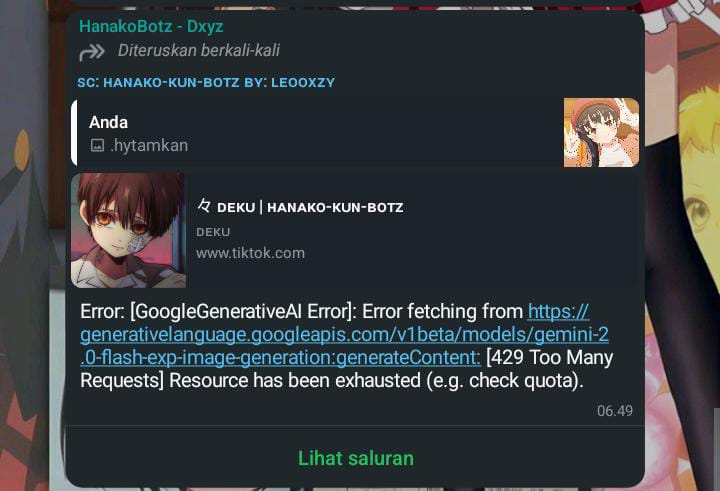 HanakoBotz - Dxyz
Diteruskan berkali-kali
SC: HANAKO-KUN-BOTZ BY: LEOOXZY
Anda
.hytamkan
々 DEKU | HANAKO-KUN-BOTZ
DEKU
www.tiktok.com
Error: [GoogleGenerativeAI Error]: Error fetching from https://
generativelanguage.googleapis.com/v1beta/models/gemini-2
.0-flash-exp-image-generation:generateContent: [429 Too Many
Requests] Resource has been exhausted (e.g. check quota).
06.49
Lihat saluran